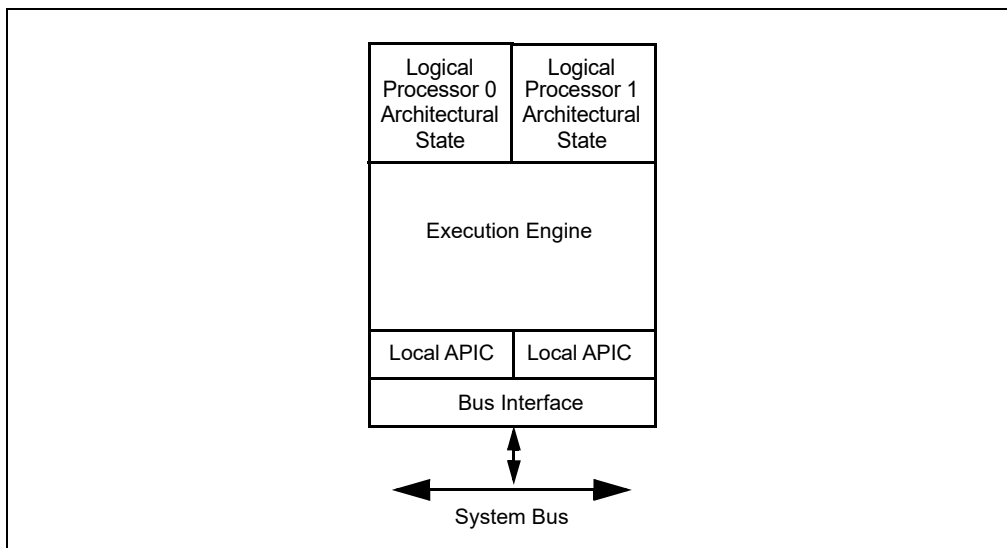 Logical
Processor 0
Architectural
State
Logical
Processor 1
Architectural
State
Execution Engine
Local APIC
Local APIC
Bus Interface
System Bus